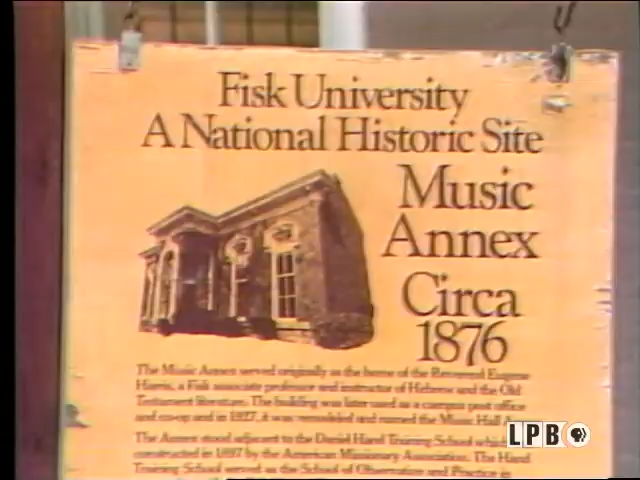 Fisk University
A National Historic Site
Music
Annex
Circa
1876
The Music Annex served originally as the home of the Reverend Eugene
Harris, a Fisk associate professor and instructor of Hebrew and the Old
Testament literature. The building was later used as a campus post office
and co-op and in 1927, it was remodeled and named the Music Hall
The Annex stood adjacent to the Daniel Hand Training School which
constructed in 1897 by the American Missionary Association. The Hand
Training School served as the School of Observation and Practice in
LPB